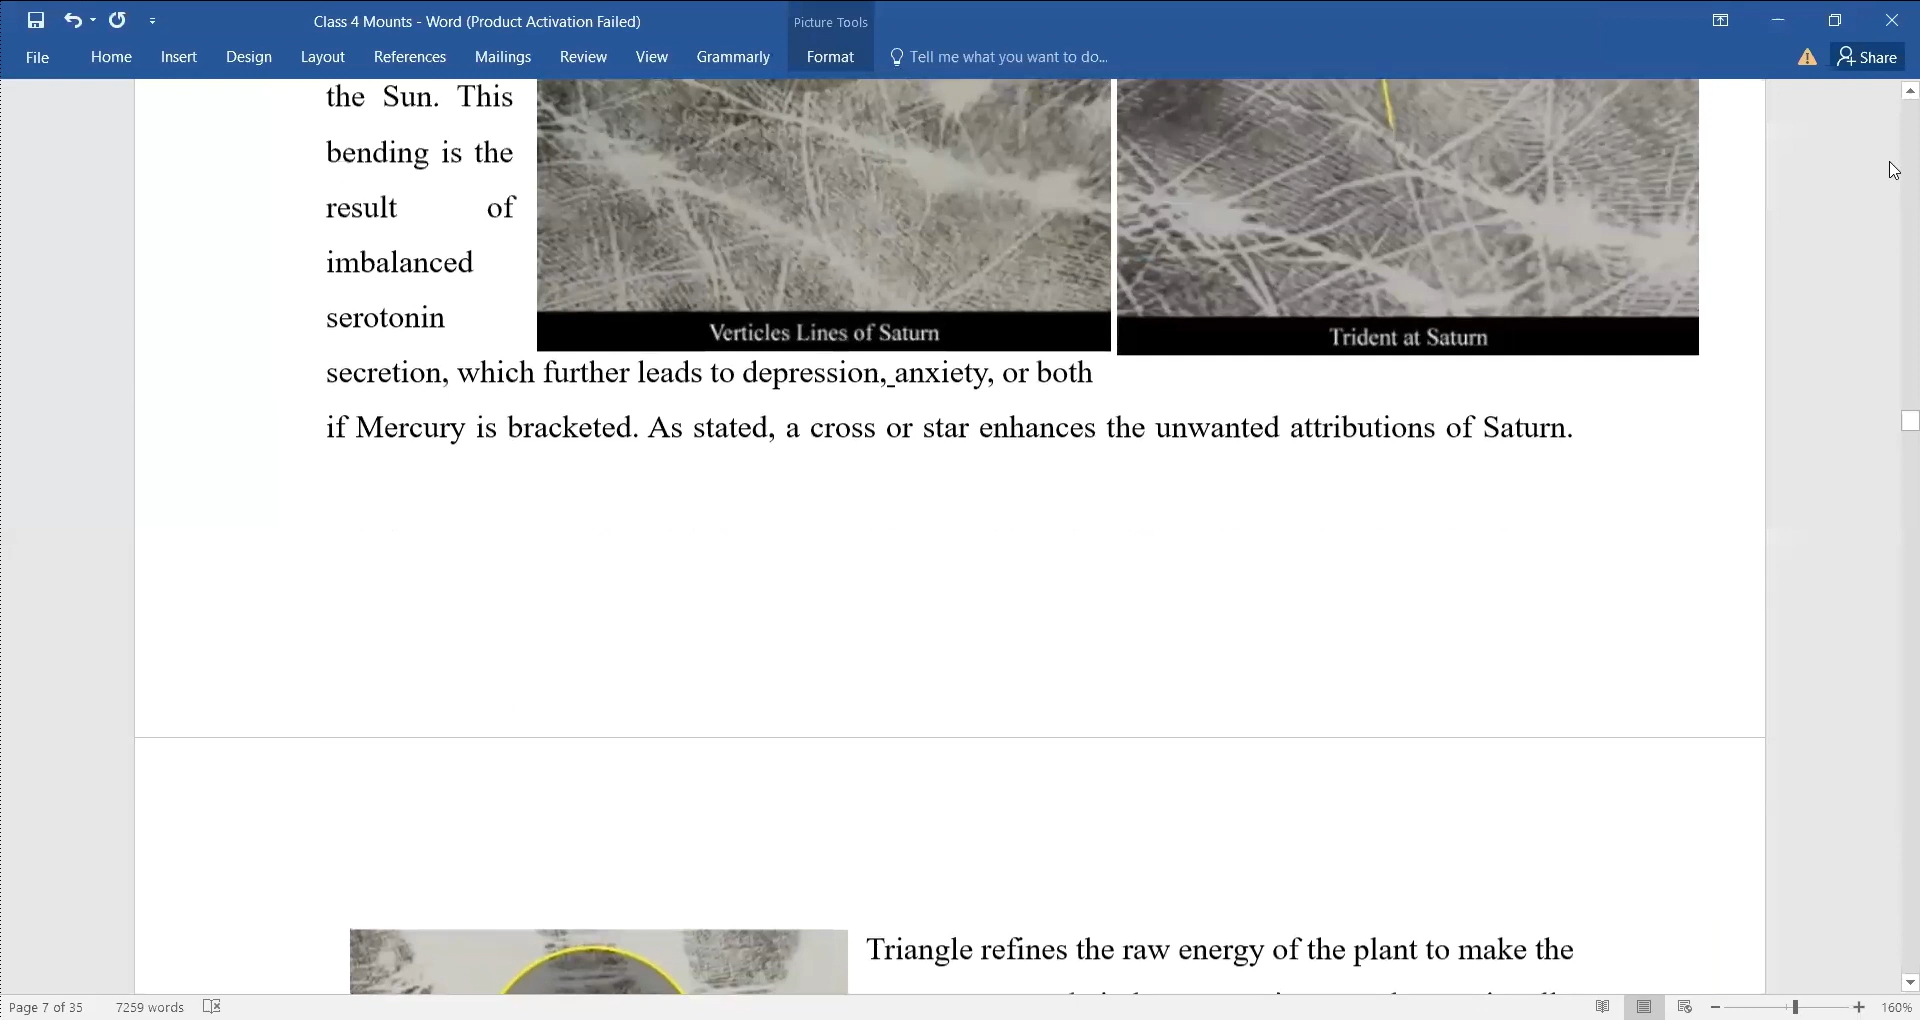 Class 4 Mounts - Word (Product Activation Failed)
Picture Tools
File
Home
Insert
Design
Layout
References
Mailings
Review
View
Grammarly
Format
Tell me what you want to do...
Share
the Sun. This
bending is the
result of
imbalanced
serotonin
Verticles Lines of Saturn
Trident at Saturn
secretion, which further leads to depression, anxiety, or both
if Mercury is bracketed. As stated, a cross or star enhances the unwanted attributions of Saturn.
Triangle refines the raw energy of the plant to make the
Page 7 of 35
7259 words
160%